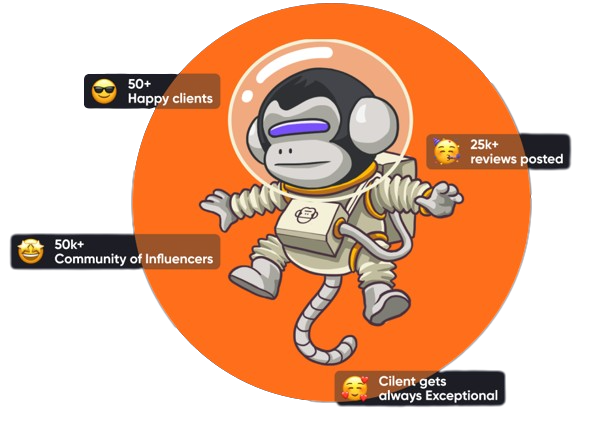 50+
Happy clients
25k+
reviews posted
50k+
Community of Influencers
Cilent gets
always Exceptional